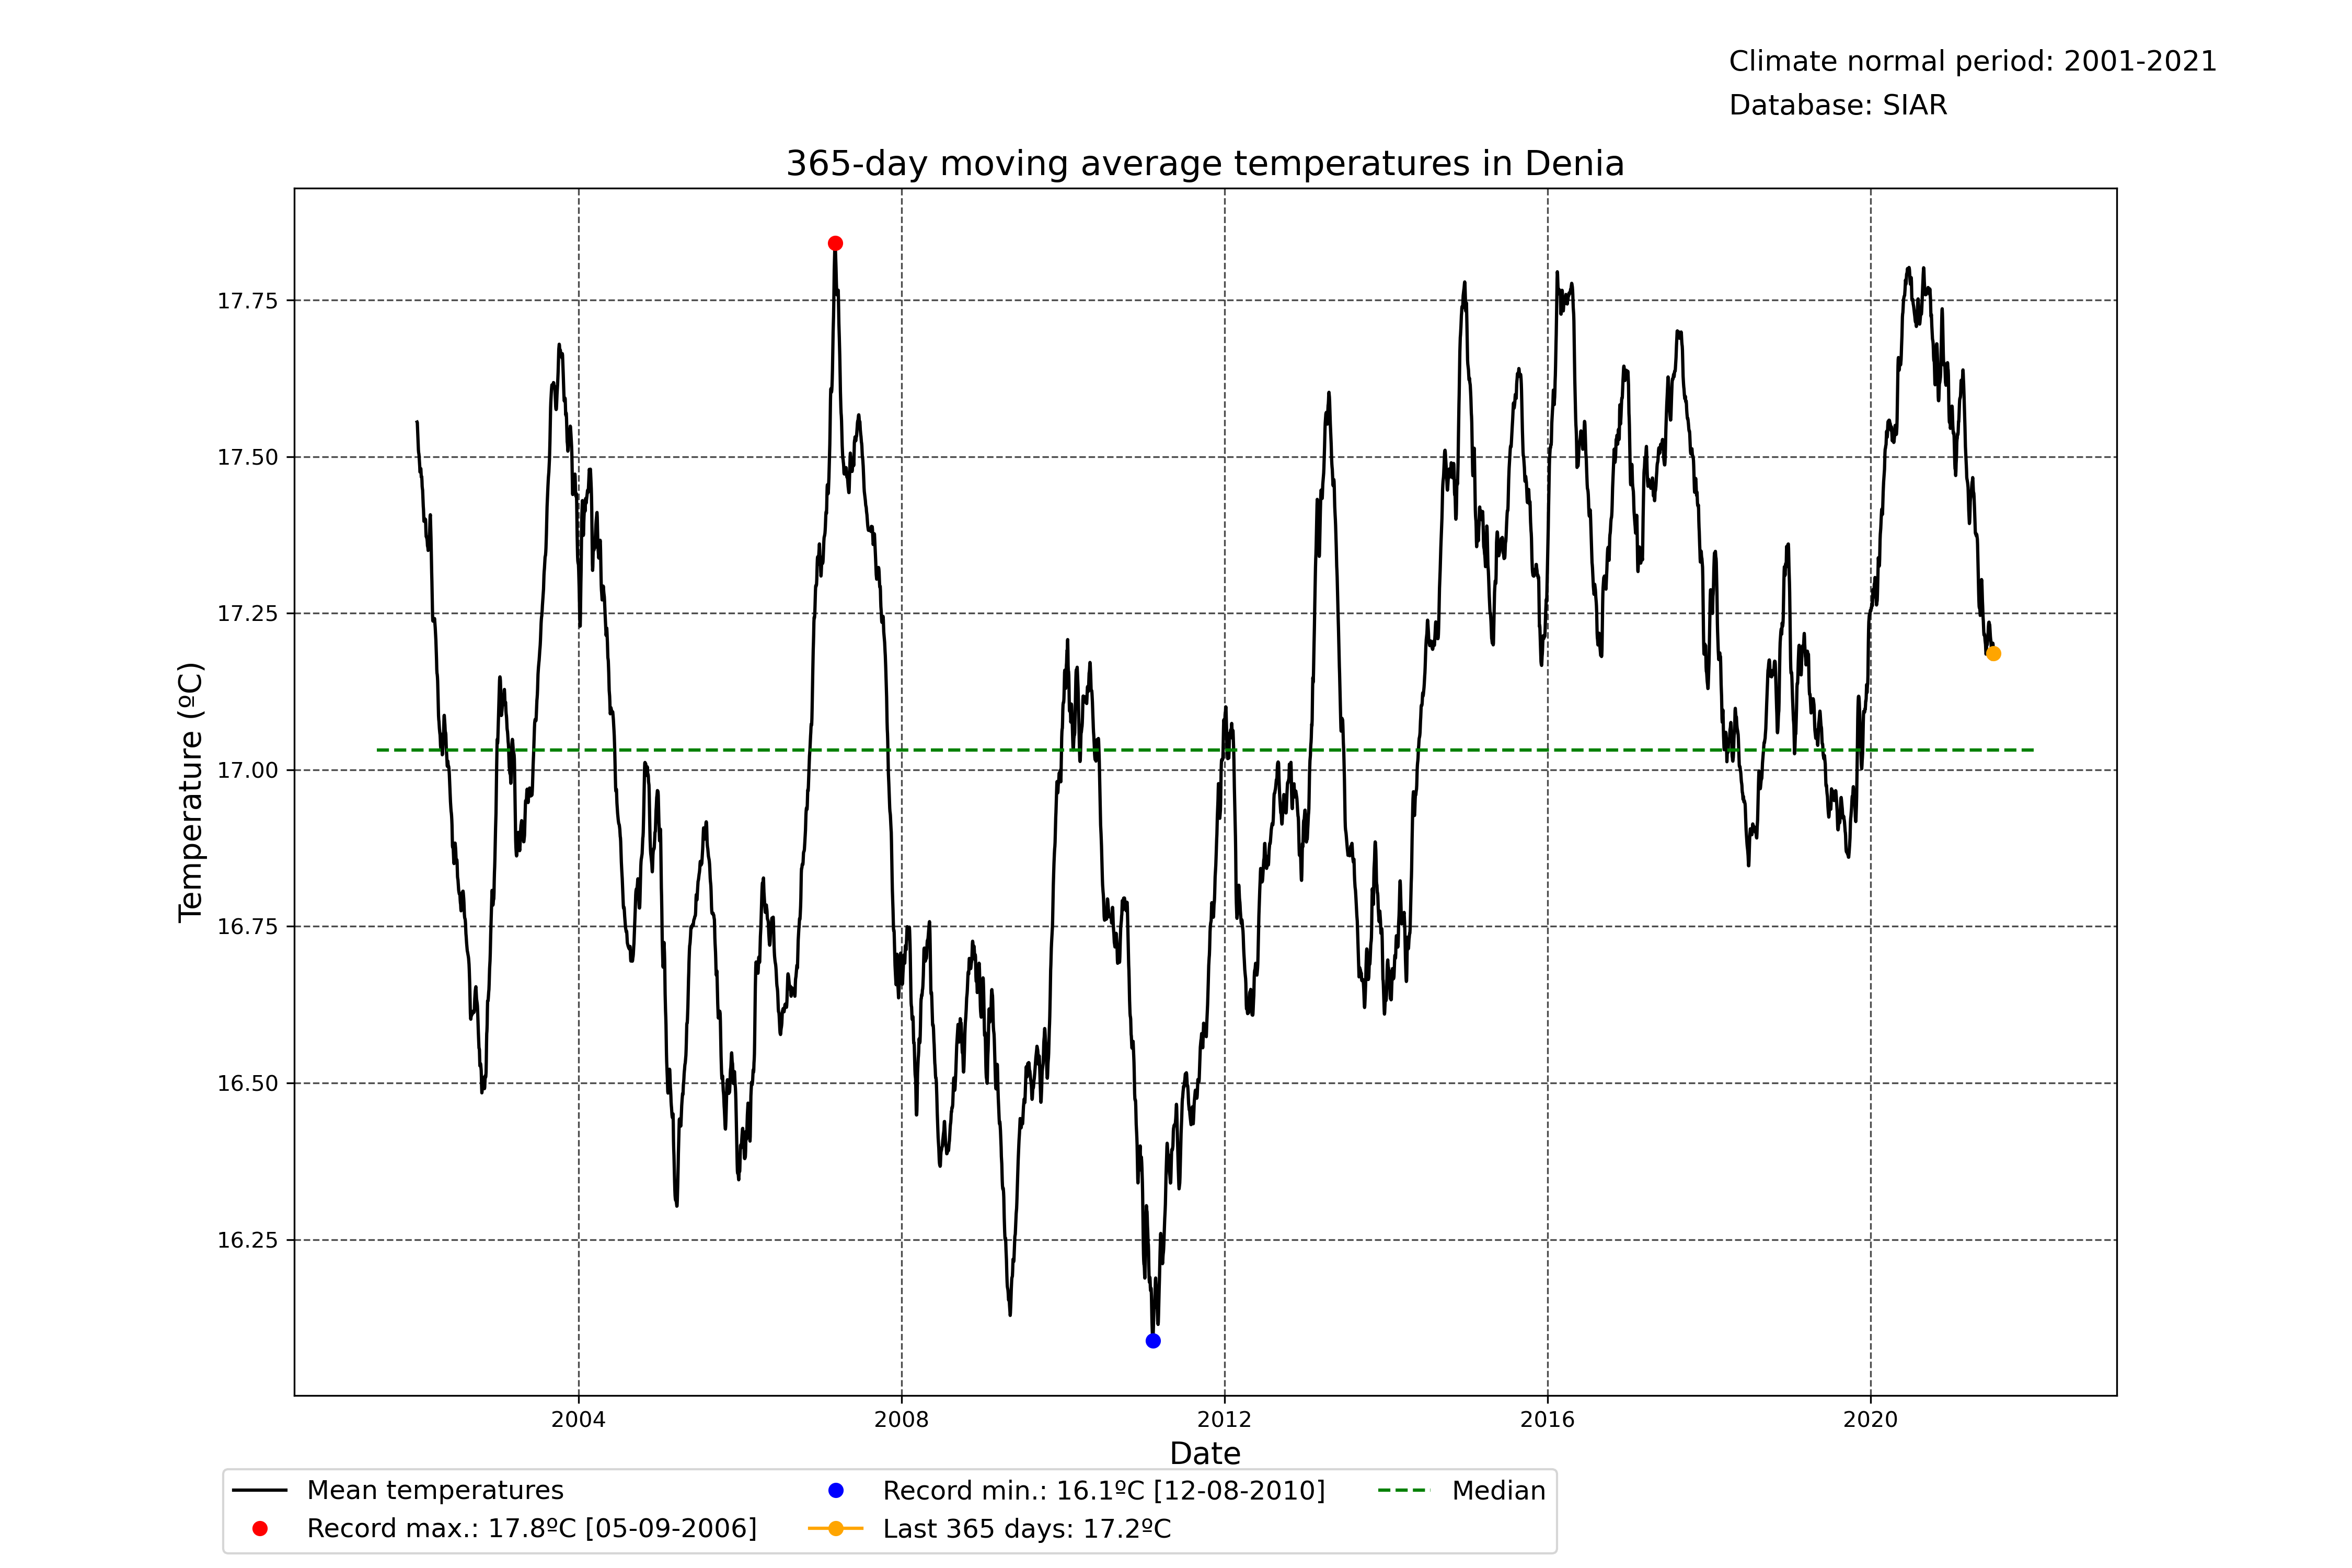 Climate normal period: 2001-2021
Database: SIAR
365-day moving average temperatures in Denia
Temperature (ºC)
17.75
17.50
17.25
17.00
16.75
16.50
16.25
2004
2008
2012
2016
2020
Date
Mean temperatures
Record max.: 17.8ºC [05-09-2006]
Record min.: 16.1ºC [12-08-2010]
Last 365 days: 17.2ºC
Median